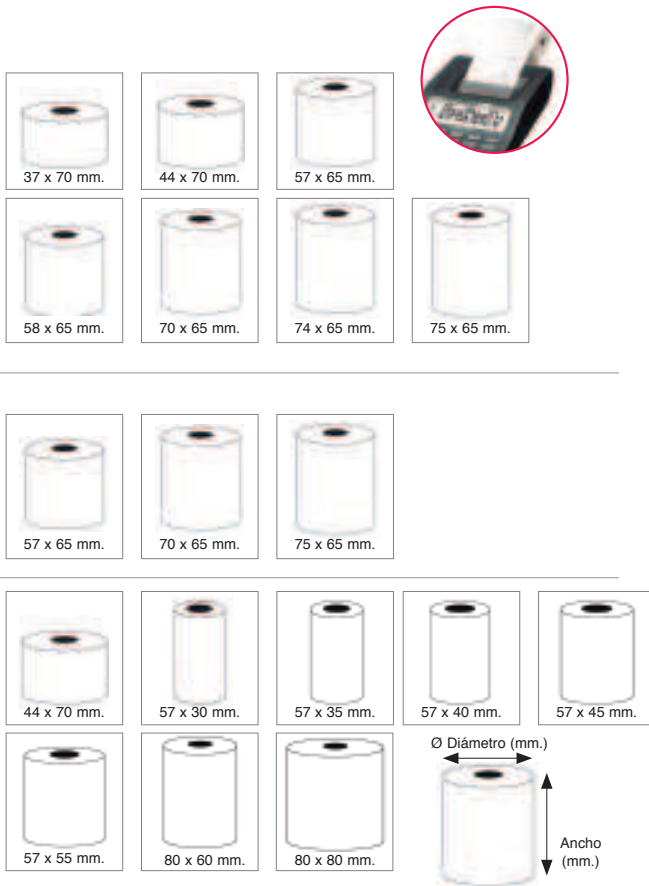 37 x 70 mm.
44 x 70 mm.
57 x 65 mm.
58 x 65 mm.
70 x 65 mm.
74 x 65 mm.
75 x 65 mm.
57 x 65 mm.
70 x 65 mm.
75 x 65 mm.
44 x 70 mm.
57 x 30 mm.
57 x 35 mm.
57 x 40 mm.
57 x 45 mm.
57 x 55 mm.
80 x 60 mm.
80 x 80 mm.
Ø Diámetro (mm.)
Ancho
(mm.)